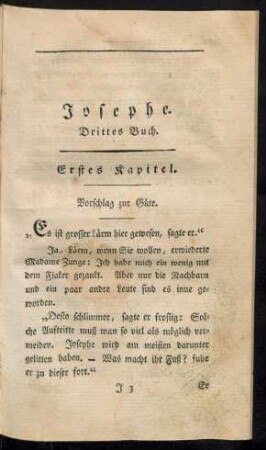 Josephe.
Drittes Buch.
Erstes Kapitel.
Vorschlag zur Güte.
„Es ist grosser Lärm hier gewesen, sagte er.“
Ja, Lärm, wenn Sie wollen, erwiederte
Madame Zunge: Ich habe mich ein wenig mit
dem Fiaker gezankt. Aber nur die Nachbarn
und ein paar andre Leute sind es inne ge-
worden.
„Desto schlimmer, sagte er frostig: Sol-
che Auftritte muß man so viel als möglich ver-
meiden. Josephe wird am meisten darunter
gelitten haben. — Was macht ihr Fuß? fuhr
er zu dieser fort.“
J 3
Er